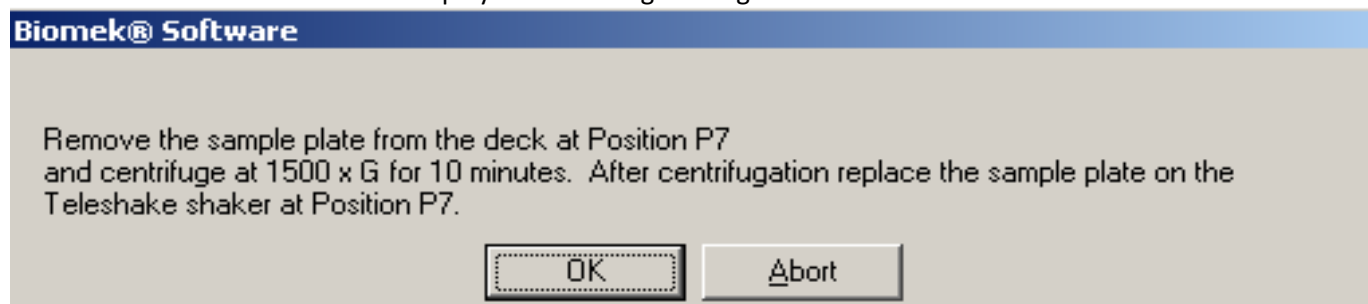 Biomek® Software
Remove the sample plate from the deck at Position P7
and centrifuge at 1500 x G for 10 minutes.  After centrifugation replace the sample plate on the
Teleshake shaker at Position P7.
OK
Abort